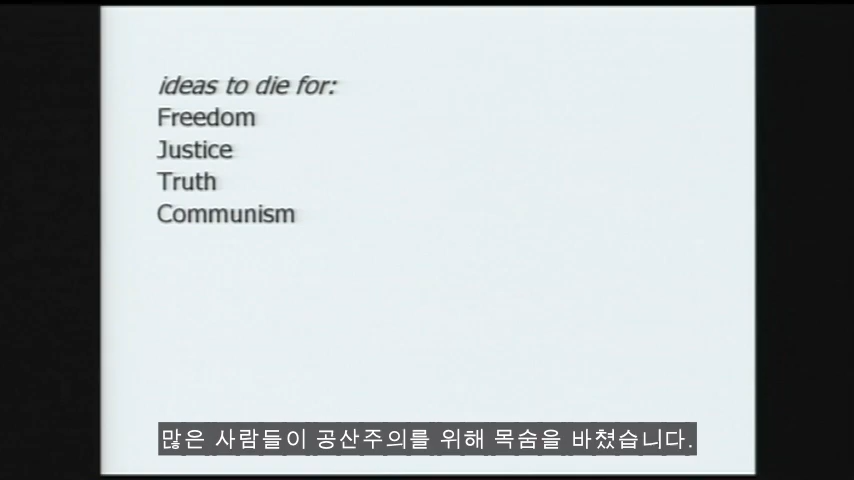 ideas to die for:
Freedom
Justice
Truth
Communism
많은 사람들이 공산주의를 위해 목숨을 바쳤습니다.